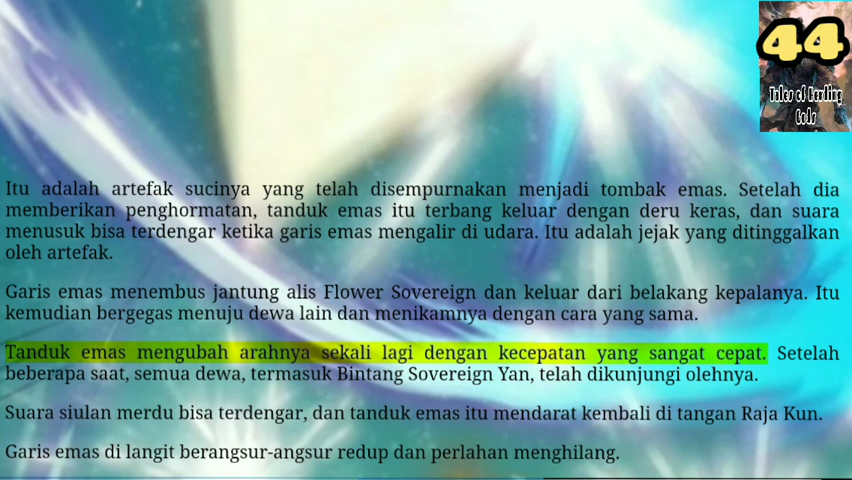 44
Tales of Herding
Gods
Itu adalah artefak sucinya yang telah disempurnakan menjadi tombak emas. Setelah dia
memberikan penghormatan, tanduk emas itu terbang keluar dengan deru keras, dan suara
menusuk bisa terdengar ketika garis emas mengalir di udara. Itu adalah jejak yang ditinggalkan
oleh artefak.
Garis emas menembus jantung alis Flower Sovereign dan keluar dari belakang kepalanya. Itu
kemudian bergegas menuju dewa lain dan menikamnya dengan cara yang sama.
Tanduk emas mengubah arahnya sekali lagi dengan kecepatan yang sangat cepat. Setelah
beberapa saat, semua dewa, termasuk Bintang Sovereign Yan, telah dikunjungi olehnya.
Suara siulan merdu bisa terdengar, dan tanduk emas itu mendarat kembali di tangan Raja Kun.
Garis emas di langit berangsur-angsur redup dan perlahan menghilang.